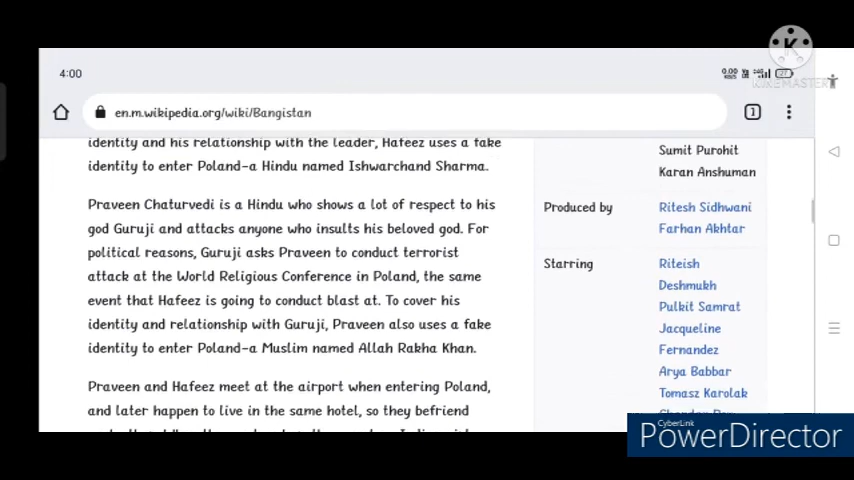 4:00
KINEMASTER
en.m.wikipedia.org/wiki/Bangistan
1
identity and his relationship with the leader, Hafeez uses a fake
identity to enter Poland-a Hindu named Ishwarchand Sharma.
Praveen Chaturvedi is a Hindu who shows a lot of respect to his
god Guruji and attacks anyone who insults his beloved god. For
political reasons, Guruji asks Praveen to conduct terrorist
attack at the World Religious Conference in Poland, the same
event that Hafeez is going to conduct blast at. To cover his
identity and relationship with Guruji, Praveen also uses a fake
identity to enter Poland-a Muslim named Allah Rakha Khan.
Praveen and Hafeez meet at the airport when entering Poland,
and later happen to live in the same hotel, so they befriend
Sumit Purohit
Karan Anshuman
Produced by
Ritesh Sidhwani
Farhan Akhtar
Starring
Riteish
Deshmukh
Pulkit Samrat
Jacqueline
Fernandez
Arya Babbar
Tomasz Karolak
CyberLink
PowerDirector